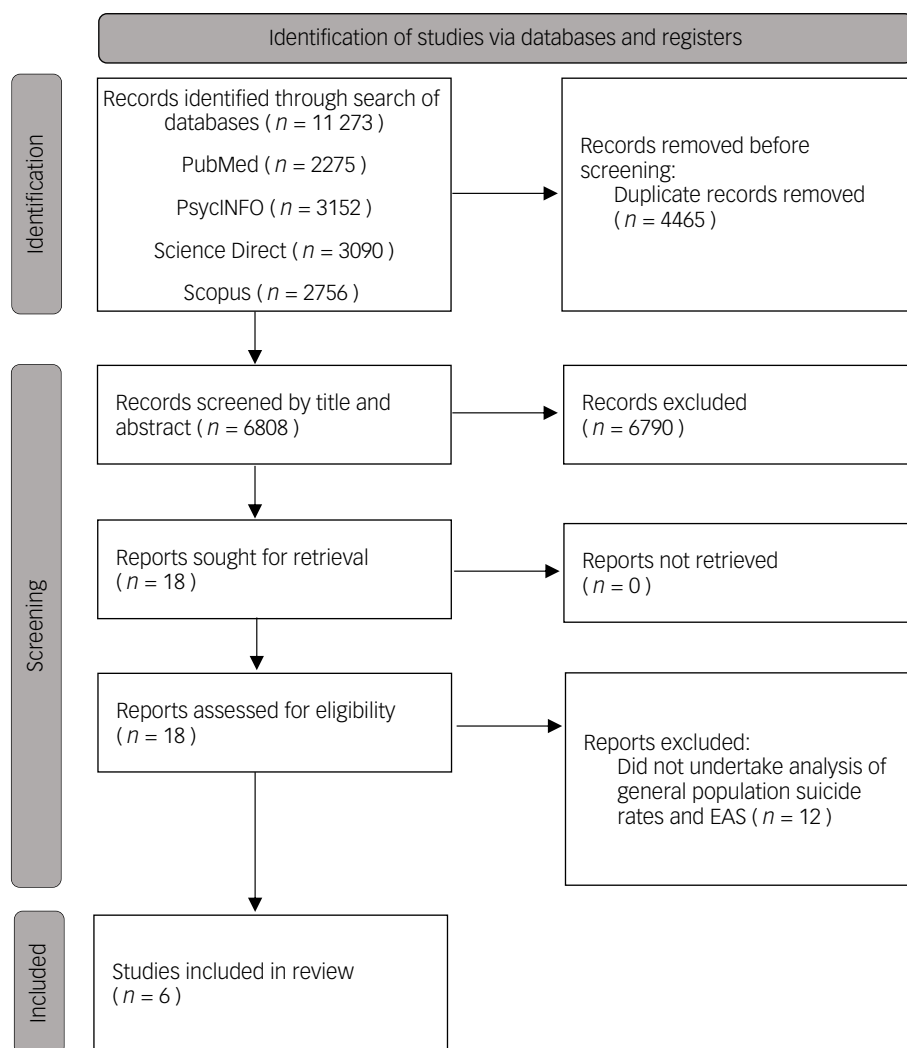 Identification of studies via databases and registers
Identification
Records identified through search of
databases ( n = 11 273 )
PubMed ( n = 2275 )
PsycINFO ( n = 3152 )
Science Direct ( n = 3090 )
Scopus ( n = 2756 )
Records removed before
screening:
Duplicate records removed
( n = 4465 )
Screening
Records screened by title and
abstract ( n = 6808 )
Records excluded
( n = 6790 )
Reports sought for retrieval
( n = 18 )
Reports not retrieved
( n = 0 )
Reports assessed for eligibility
( n = 18 )
Reports excluded:
Did not undertake analysis of
general population suicide
rates and EAS ( n = 12 )
Included
Studies included in review
( n = 6 )